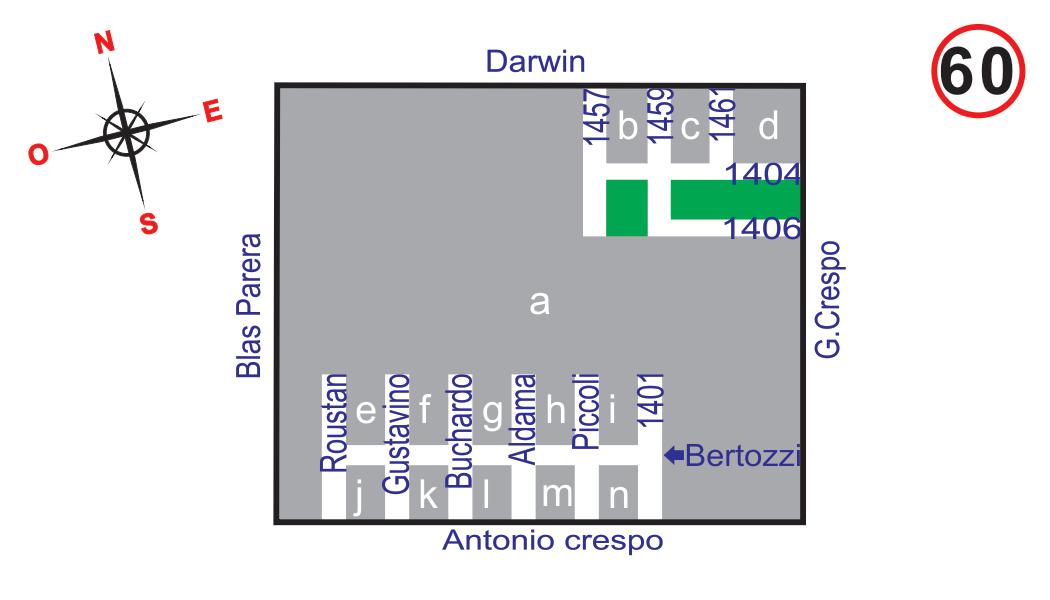 N
E
O
S
60
Darwin
1457
b
1459
c
1461
d
1404
1406
Blas Parera
a
G.Crespo
Roustan
e
Gustavino
f
Buchardo
g
Aldama
h
Piccoli
i
1401
Bertozzi
j
k
l
m
n
Antonio crespo